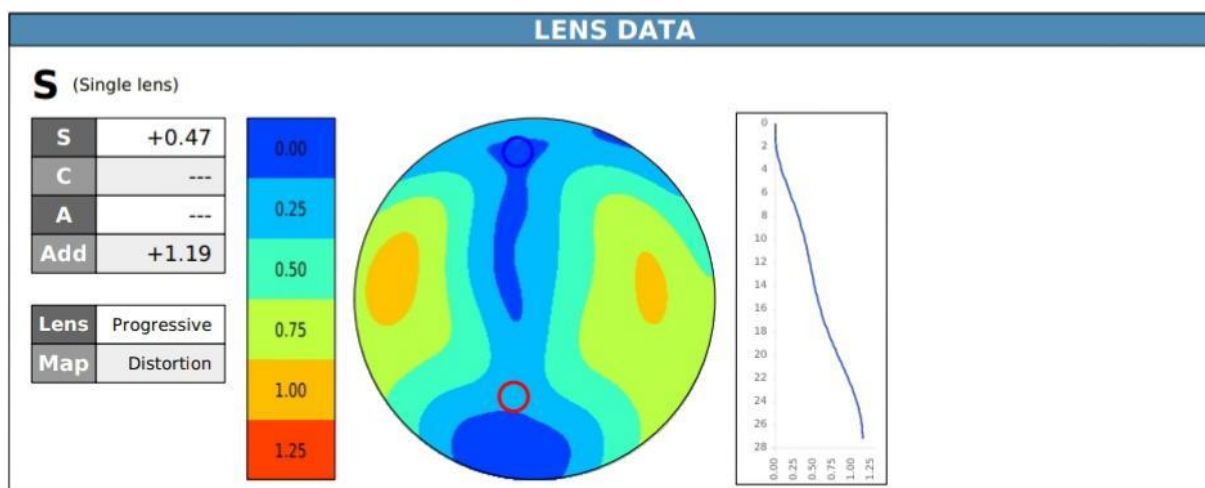 LENS DATA
S (Single lens)
S +0.47
C ---
A ---
Add +1.19
Lens Progressive
Map Distortion
0.00
0.25
0.50
0.75
1.00
1.25
0
2
4
6
8
10
12
14
16
18
20
22
24
26
28
0.00 0.25 0.50 0.75 1.00 1.25